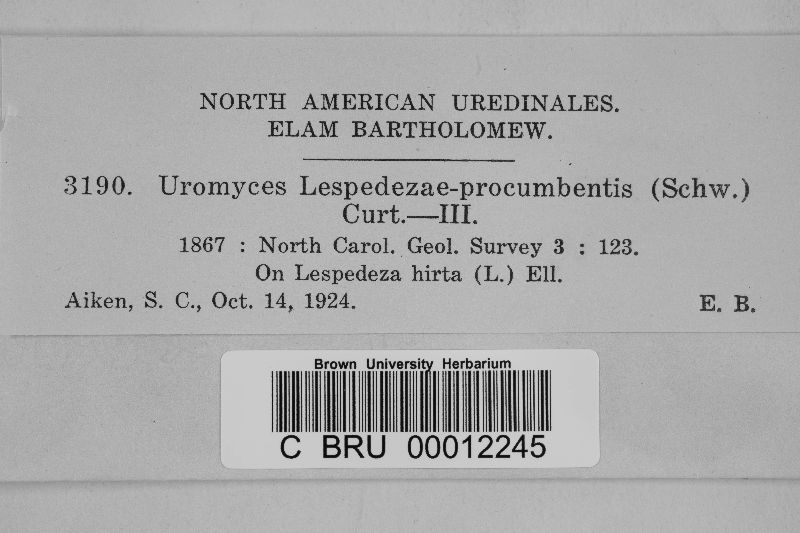 NORTH AMERICAN UREDINALES.
ELAM BARTHOLOMEW.
3190. Uromyces Lespedezae-procumbentis (Schw.)
Curt.—III.
1867 : North Carol. Geol. Survey 3 : 123.
On Lespedeza hirta (L.) Ell.
Aiken, S. C., Oct. 14, 1924. E. B.
Brown University Herbarium
C BRU 00012245